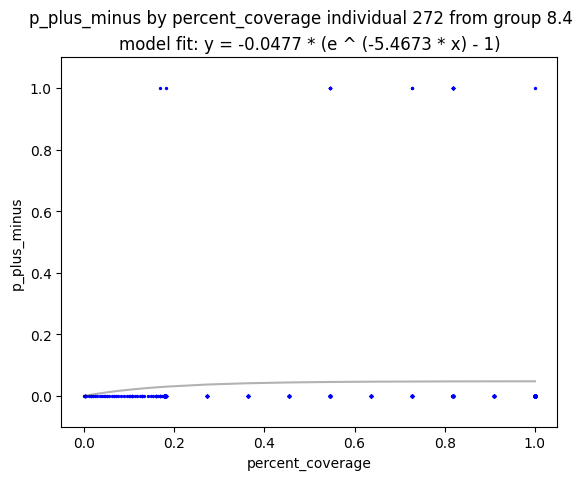 p_plus_minus by percent_coverage individual 272 from group 8.4
model fit: y = -0.0477 * (e ^ (-5.4673 * x) - 1)
1.0
0.8
0.6
0.4
0.2
0.0
p_plus_minus
0.0 0.2 0.4 0.6 0.8 1.0
percent_coverage